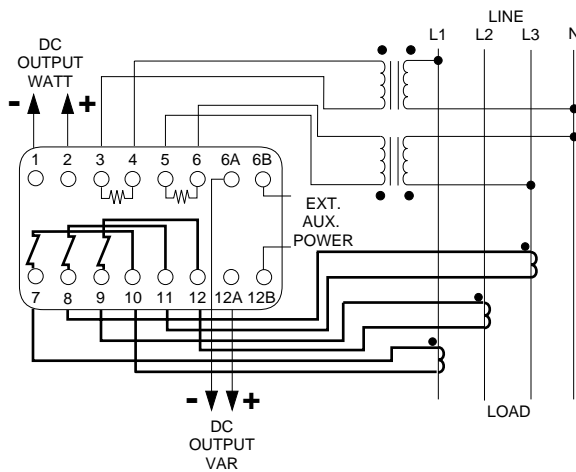 LINE
L1 L2 L3 N
DC
OUTPUT
WATT
- +
1 2 3 4 5 6 6A 6B
EXT.
AUX.
POWER
7 8 9 10 11 12 12A 12B
- +
DC
OUTPUT
VAR
LOAD